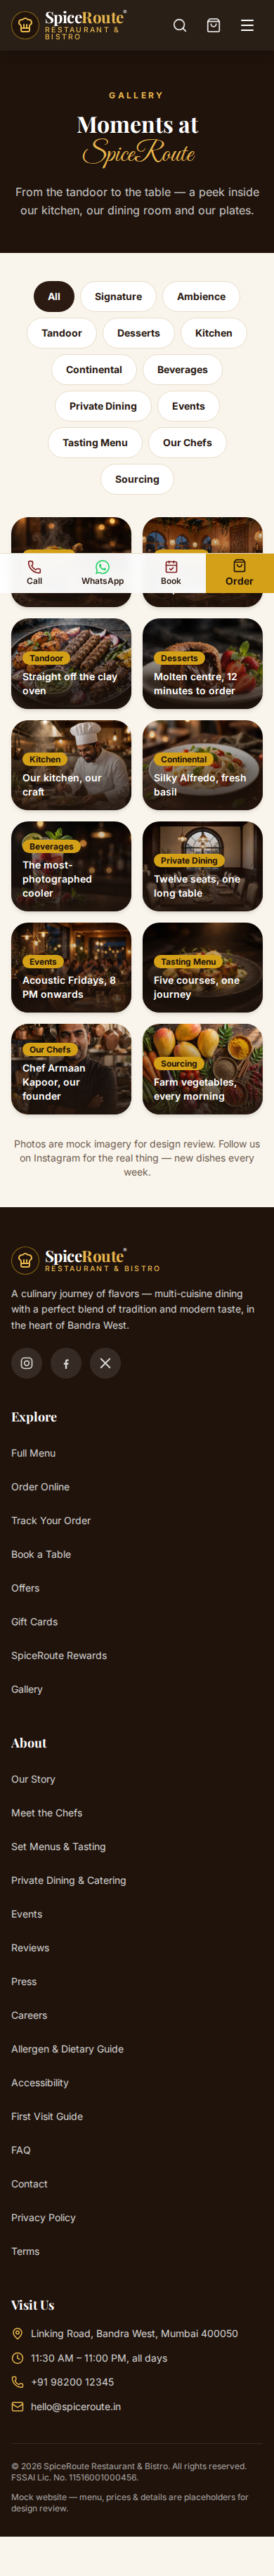 SpiceRoute®
RESTAURANT &
BISTRO
GALLERY
Moments at
SpiceRoute
From the tandoor to the table — a peek inside
our kitchen, our dining room and our plates.
All
Signature
Ambience
Tandoor
Desserts
Kitchen
Continental
Beverages
Private Dining
Events
Tasting Menu
Our Chefs
Sourcing
Call
WhatsApp
Book
Order
Tandoor
Straight off the clay
oven
Desserts
Molten centre, 12
minutes to order
Kitchen
Our kitchen, our
craft
Continental
Silky Alfredo, fresh
basil
Beverages
The most-
photographed
cooler
Private Dining
Twelve seats, one
long table
Events
Acoustic Fridays, 8
PM onwards
Tasting Menu
Five courses, one
journey
Our Chefs
Chef Armaan
Kapoor, our
founder
Sourcing
Farm vegetables,
every morning
Photos are mock imagery for design review. Follow us
on Instagram for the real thing — new dishes every
week.
SpiceRoute®
RESTAURANT & BISTRO
A culinary journey of flavors — multi-cuisine dining
with a perfect blend of tradition and modern taste, in
the heart of Bandra West.
Explore
Full Menu
Order Online
Track Your Order
Book a Table
Offers
Gift Cards
SpiceRoute Rewards
Gallery
About
Our Story
Meet the Chefs
Set Menus & Tasting
Private Dining & Catering
Events
Reviews
Press
Careers
Allergen & Dietary Guide
Accessibility
First Visit Guide
FAQ
Contact
Privacy Policy
Terms
Visit Us
Linking Road, Bandra West, Mumbai 400050
11:30 AM – 11:00 PM, all days
+91 98200 12345
hello@spiceroute.in
© 2026 SpiceRoute Restaurant & Bistro. All rights reserved.
FSSAI Lic. No. 11516001000456.
Mock website — menu, prices & details are placeholders for
design review.